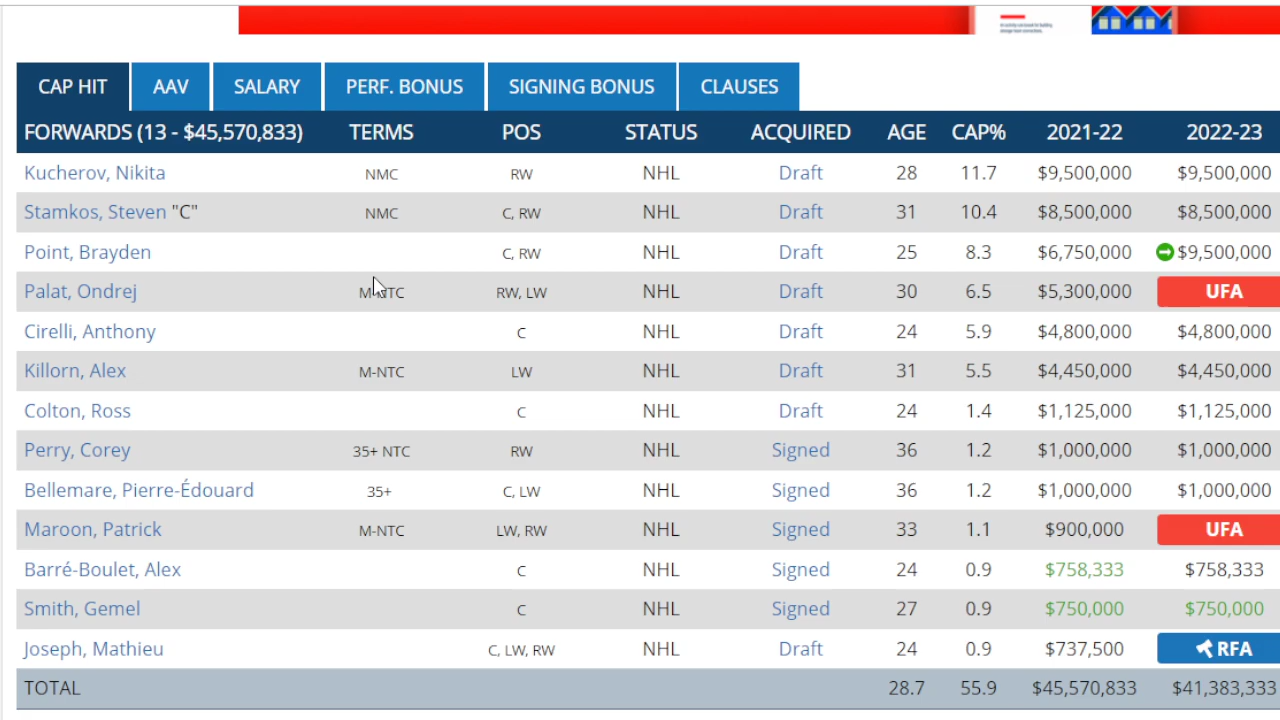 CAP HIT AAV SALARY PERF. BONUS SIGNING BONUS CLAUSES
FORWARDS (13 - $45,570,833) TERMS POS STATUS ACQUIRED AGE CAP% 2021-22 2022-23
Kucherov, Nikita NMC RW NHL Draft 28 11.7 $9,500,000 $9,500,000
Stamkos, Steven "C" NMC C, RW NHL Draft 31 10.4 $8,500,000 $8,500,000
Point, Brayden C, RW NHL Draft 25 8.3 $6,750,000 $9,500,000
Palat, Ondrej M-NTC RW, LW NHL Draft 30 6.5 $5,300,000 UFA
Cirelli, Anthony C NHL Draft 24 5.9 $4,800,000 $4,800,000
Killorn, Alex M-NTC LW NHL Draft 31 5.5 $4,450,000 $4,450,000
Colton, Ross C NHL Draft 24 1.4 $1,125,000 $1,125,000
Perry, Corey 35+ NTC RW NHL Signed 36 1.2 $1,000,000 $1,000,000
Bellemare, Pierre-Édouard 35+ C, LW NHL Signed 36 1.2 $1,000,000 $1,000,000
Maroon, Patrick M-NTC LW, RW NHL Signed 33 1.1 $900,000 UFA
Barré-Boulet, Alex C NHL Signed 24 0.9 $758,333 $758,333
Smith, Gemel C NHL Signed 27 0.9 $750,000 $750,000
Joseph, Mathieu C, LW, RW NHL Draft 24 0.9 $737,500 RFA
TOTAL 28.7 55.9 $45,570,833 $41,383,333